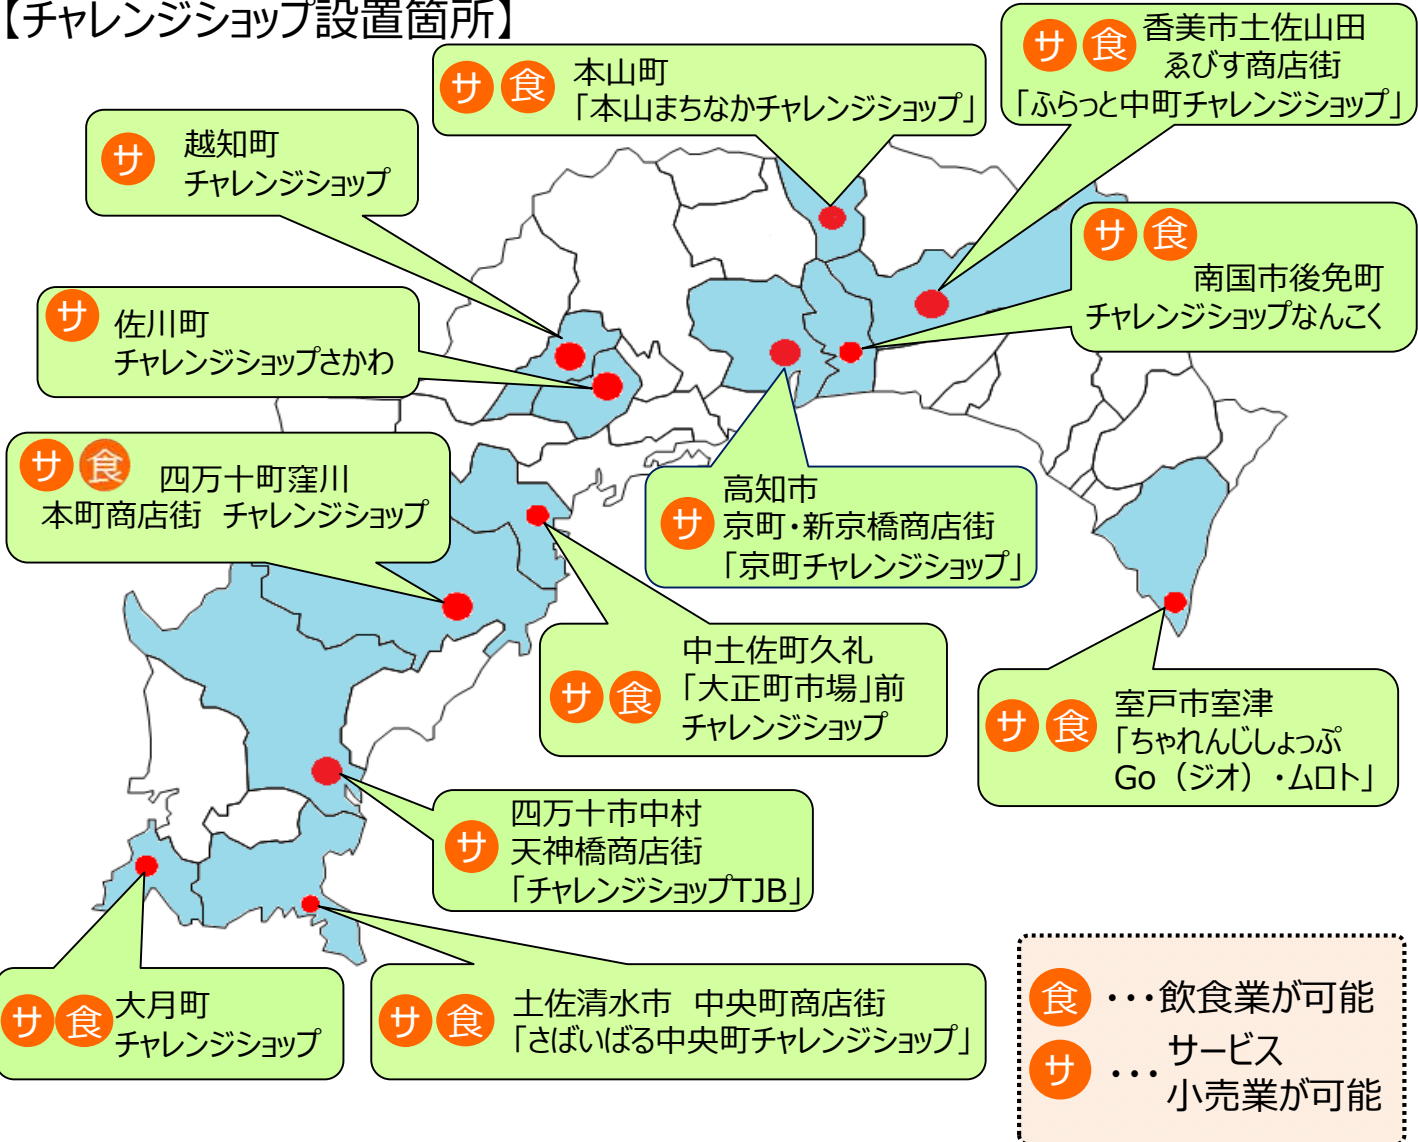 【チャレンジショップ設置箇所】
サ 食 香美市土佐山田
ゑびす商店街
「ふらっと中町チャレンジショップ」
サ 食 本山町
「本山まちなかチャレンジショップ」
サ 越知町
チャレンジショップ
サ 食
南国市後免町
チャレンジショップなんこく
サ 佐川町
チャレンジショップさかわ
サ 食 四万十町窪川
本町商店街 チャレンジショップ
サ 高知市
京町・新京橋商店街
「京町チャレンジショップ」
サ 食 中土佐町久礼
「大正町市場」前
チャレンジショップ
サ 食 室戸市室津
「ちゃれんじしょっぷ
Go（ジオ）・ムロト」
サ 四万十市中村
天神橋商店街
「チャレンジショップTJB」
サ 食 大月町
チャレンジショップ
サ 食 土佐清水市 中央町商店街
「さばいばる中央町チャレンジショップ」
食 ・・・飲食業が可能
サ ・・・サービス
小売業が可能